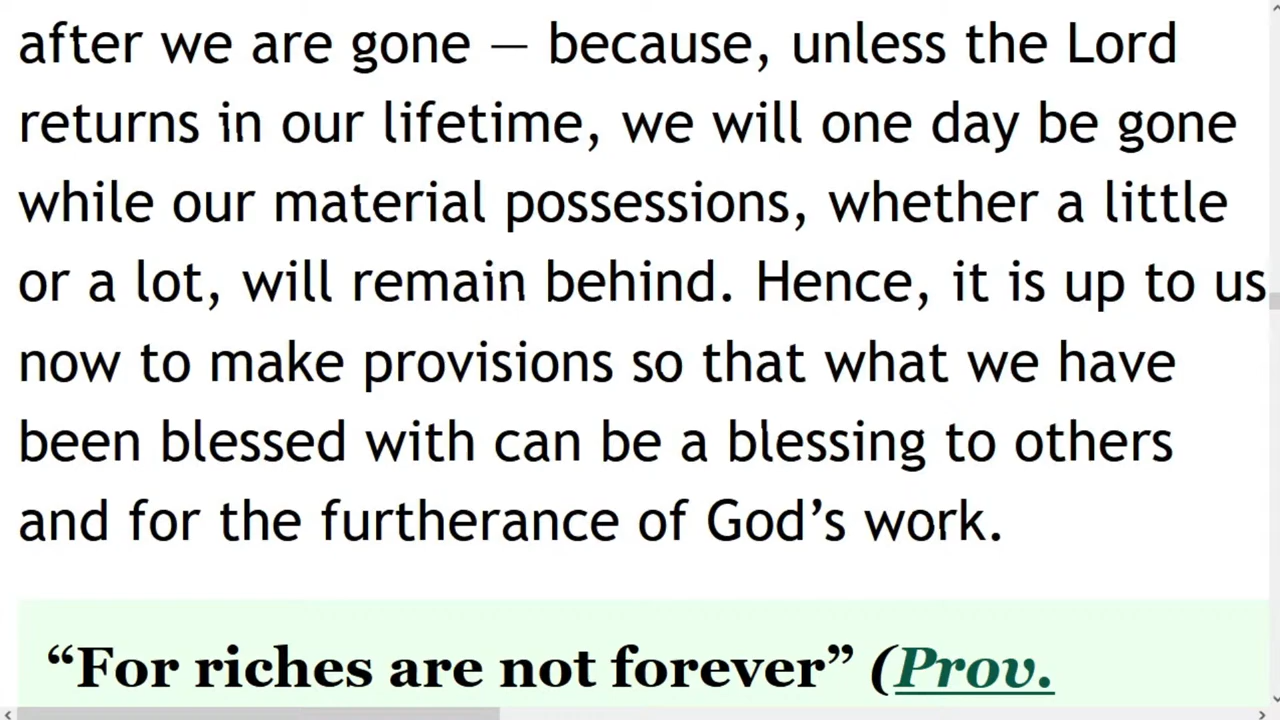 after we are gone — because, unless the Lord
returns in our lifetime, we will one day be gone
while our material possessions, whether a little
or a lot, will remain behind. Hence, it is up to us
now to make provisions so that what we have
been blessed with can be a blessing to others
and for the furtherance of God’s work.
“For riches are not forever” (Prov.